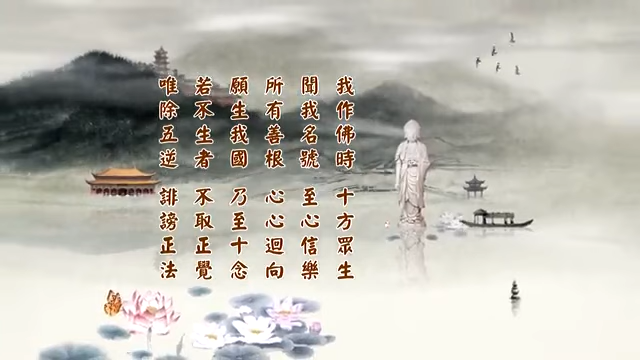 我作佛時 十方眾生
聞我名號 至心信樂
所有善根 心心迴向
願生我國 乃至十念
若不生者 不取正覺
唯除五逆 誹謗正法